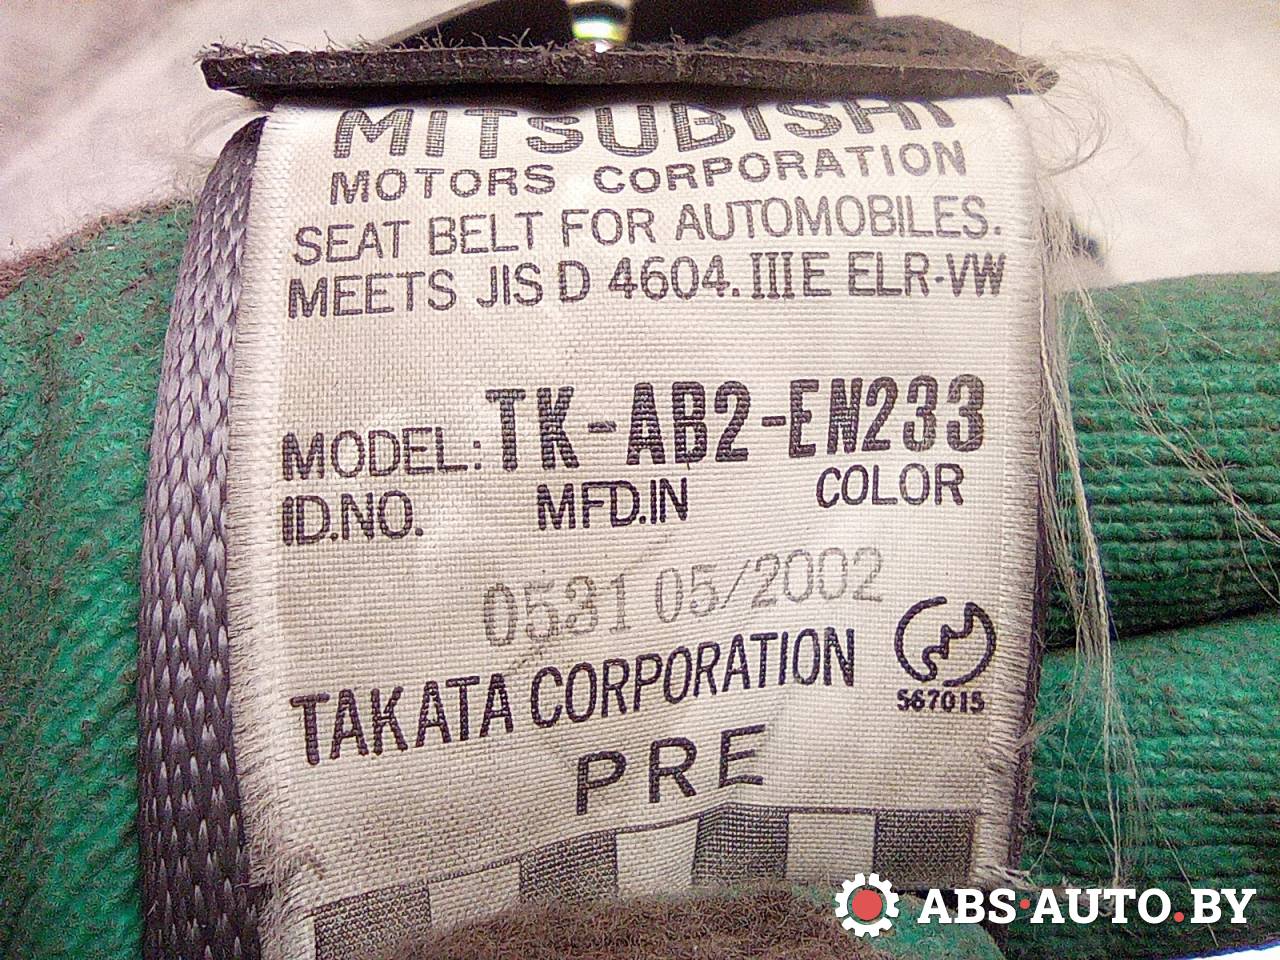 MITSUBISHI
MOTORS CORPORATION
SEAT BELT FOR AUTOMOBILES.
MEETS JIS D 4604.III E ELR-VW
MODEL: TK-AB2-EN233
ID.NO. MFD.IN COLOR
0531 05/2002
TAKATA CORPORATION
567015
PRE
ABS·AUTO.BY